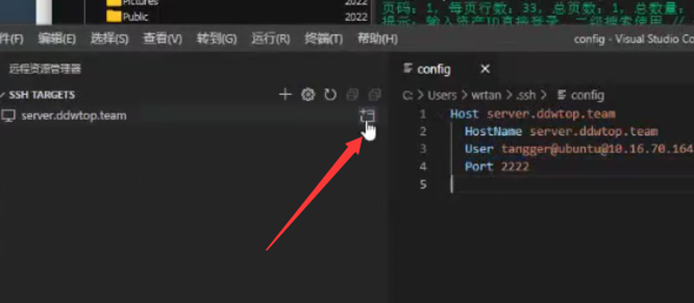 Pictures
2022
Public
2022
页码: 1, 每页行数: 33, 总页数: 1, 总数量:
提示: 输入资产ID直接登录, 二级搜索使用 //
件(F) 编辑(E) 选择(S) 查看(V) 转到(G) 运行(R) 终端(T) 帮助(H) config - Visual Studio Co
远程资源管理器
config
SSH TARGETS
C: > Users > wrtan > .ssh > config
server.ddwtop.team
1 Host server.ddwtop.team
2 HostName server.ddwtop.team
3 User tangger@ubuntu@10.16.70.164
4 Port 2222
5